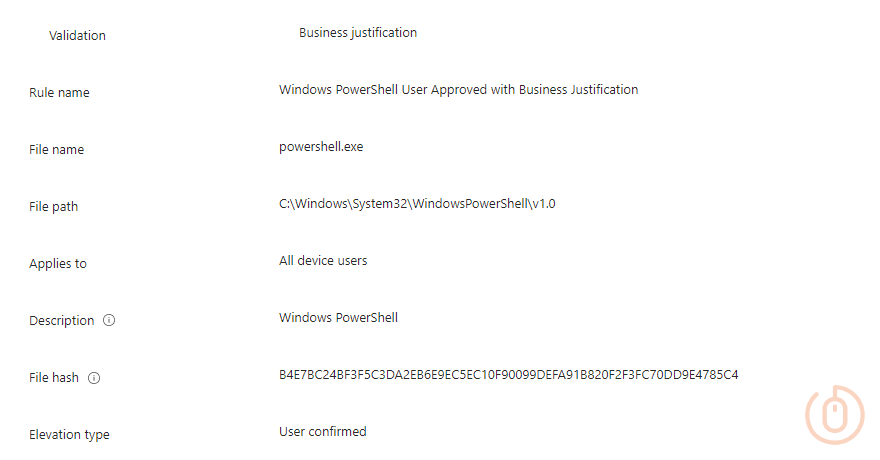 Validation Business justification
Rule name Windows PowerShell User Approved with Business Justification
File name powershell.exe
File path C:\Windows\System32\WindowsPowerShell\v1.0
Applies to All device users
Description Windows PowerShell
File hash B4E7BC24BF3F5C3DA2EB6E9EC5EC10F90099DEFA91B820F2F3FC70DD9E4785C4
Elevation type User confirmed